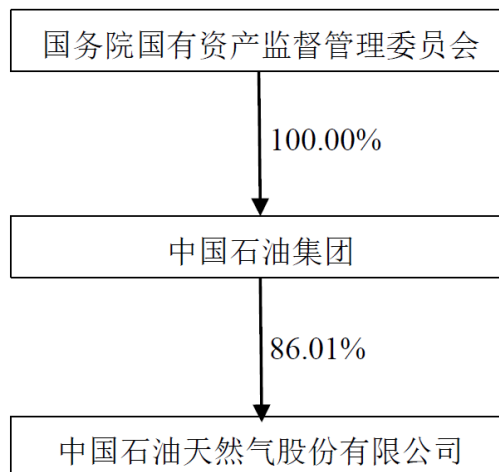 国务院国有资产监督管理委员会
100.00%
中国石油集团
86.01%
中国石油天然气股份有限公司